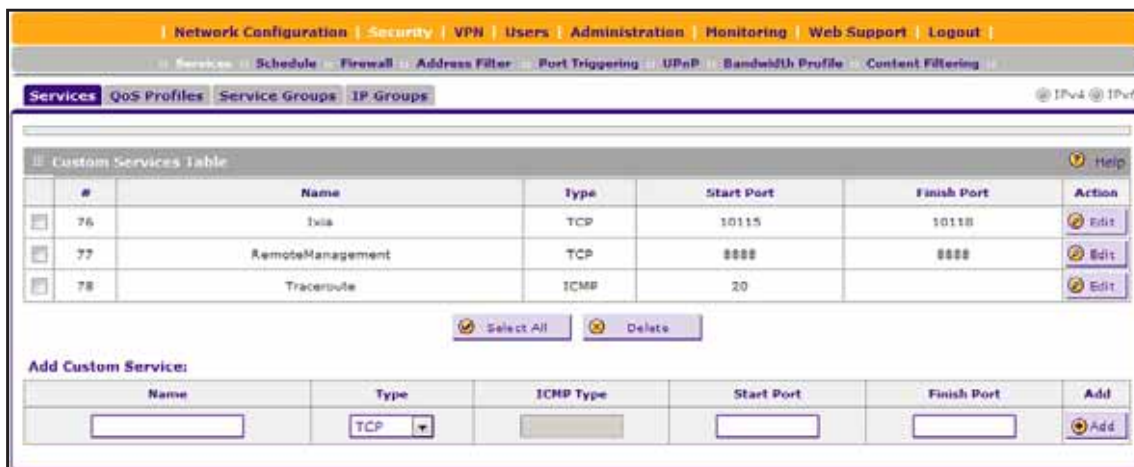 | Network Configuration | Security | VPN | Users | Administration | Monitoring | Web Support | Logout |
:: Services :: Schedule :: Firewall :: Address Filter :: Port Triggering :: UPnP :: Bandwidth Profile :: Content Filtering ::
Services QoS Profiles Service Groups IP Groups IPv4 IPv6
Custom Services Table Help
# Name Type Start Port Finish Port Action
76 Ixia TCP 10115 10118 Edit
77 RemoteManagement TCP 8888 8888 Edit
78 Traceroute ICMP 20 Edit
Select All Delete
Add Custom Service:
Name Type ICMP Type Start Port Finish Port Add
TCP Add